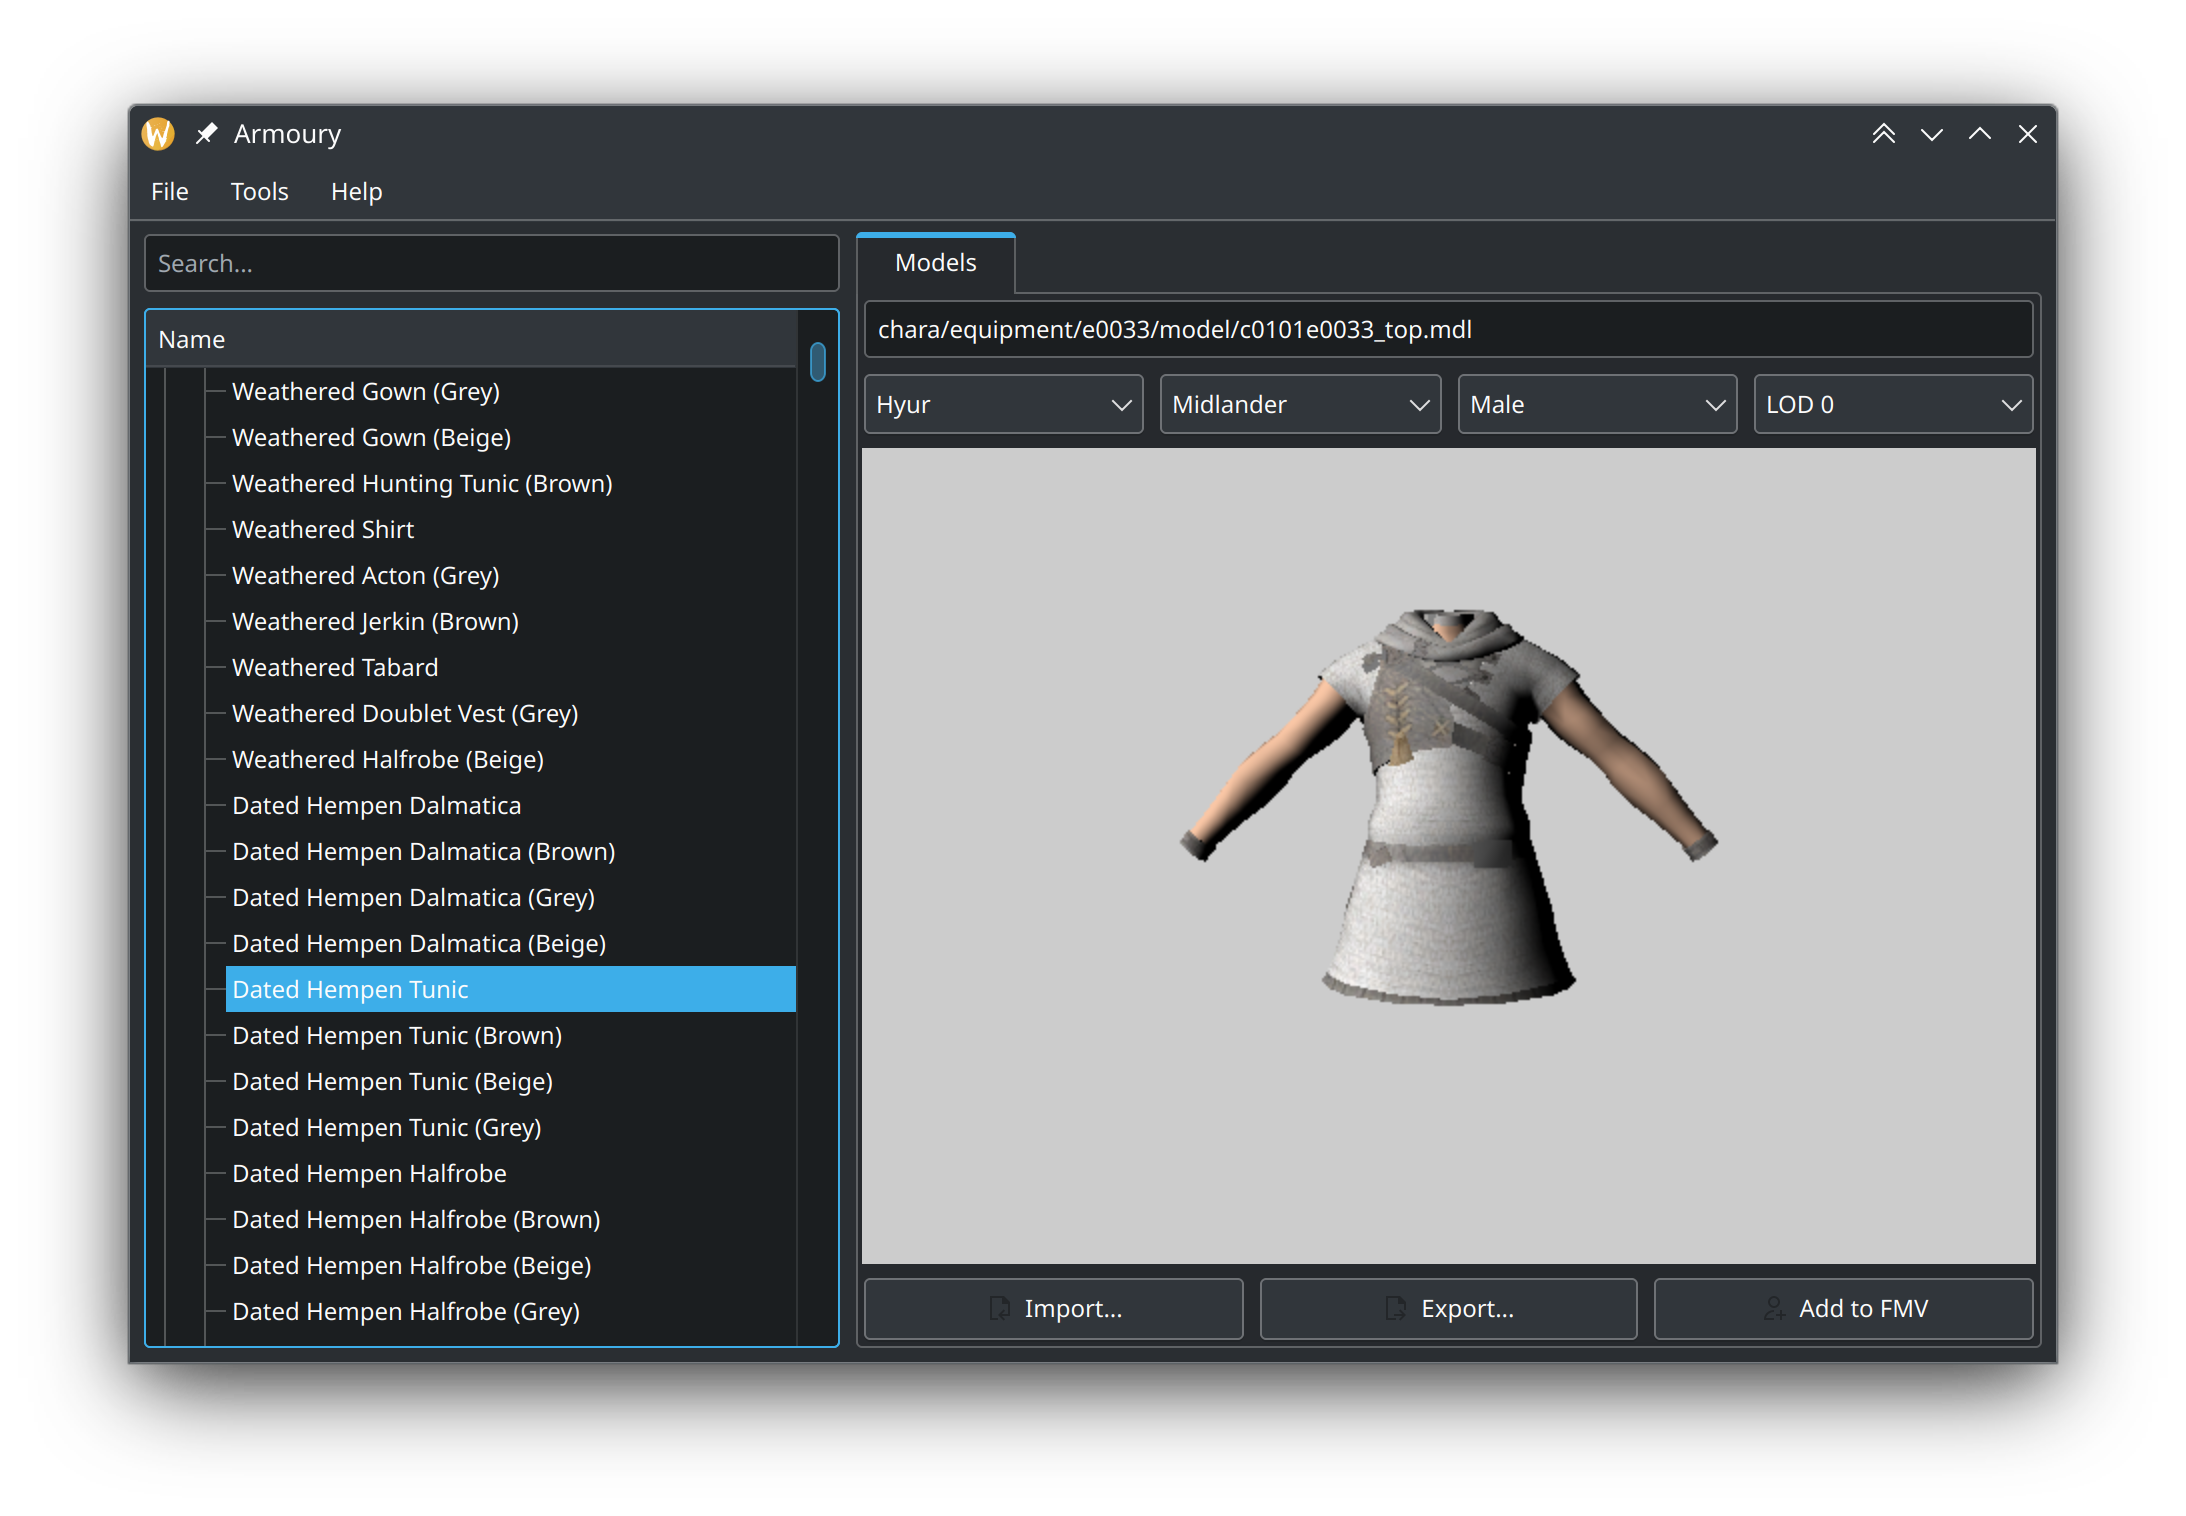 Armoury
File Tools Help
Search...
Name
Weathered Gown (Grey)
Weathered Gown (Beige)
Weathered Hunting Tunic (Brown)
Weathered Shirt
Weathered Acton (Grey)
Weathered Jerkin (Brown)
Weathered Tabard
Weathered Doublet Vest (Grey)
Weathered Halfrobe (Beige)
Dated Hempen Dalmatica
Dated Hempen Dalmatica (Brown)
Dated Hempen Dalmatica (Grey)
Dated Hempen Dalmatica (Beige)
Dated Hempen Tunic
Dated Hempen Tunic (Brown)
Dated Hempen Tunic (Beige)
Dated Hempen Tunic (Grey)
Dated Hempen Halfrobe
Dated Hempen Halfrobe (Brown)
Dated Hempen Halfrobe (Beige)
Dated Hempen Halfrobe (Grey)
Models
chara/equipment/e0033/model/c0101e0033_top.mdl
Hyur Midlander Male LOD 0
Import... Export... Add to FMV